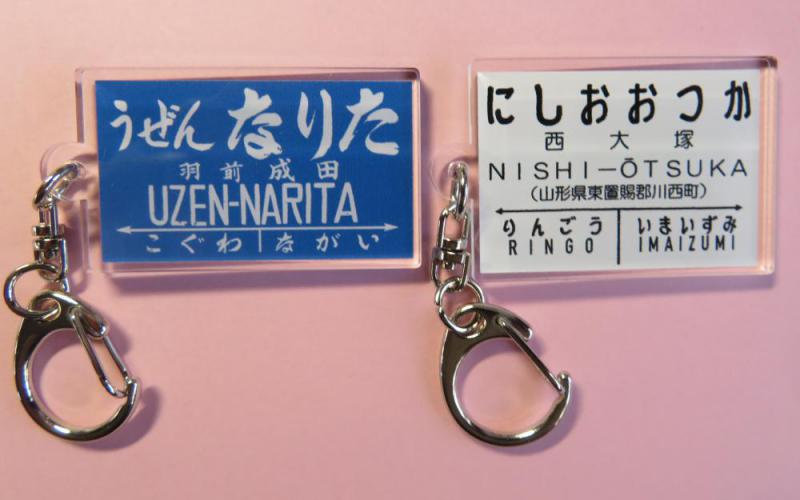 うぜんなりた
羽前成田
UZEN-NARITA
こぐわ ながい
にしおおつか
西大塚
NISHI-ŌTSUKA
(山形県東置賜郡川西町)
りんごう いまいずみ
RINGO IMAIZUMI